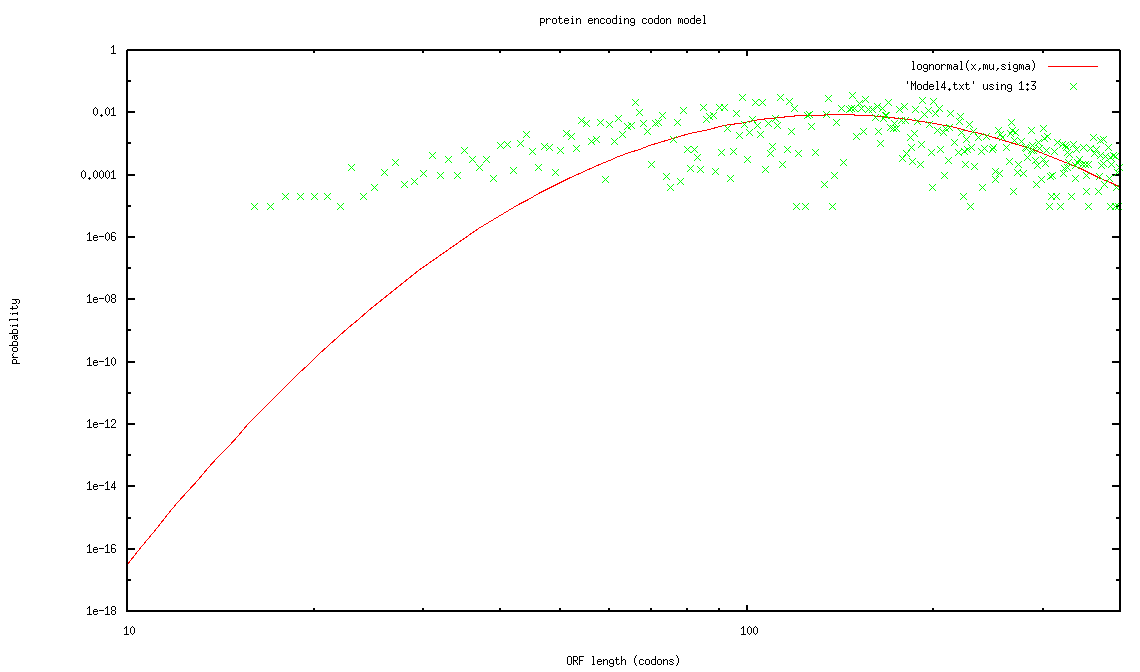 protein encoding codon model
1
lognormal(x,mu,sigma)
'Model4.txt' using 1:3
0.01
0.0001
1e-06
1e-08
probability
1e-10
1e-12
1e-14
1e-16
1e-18
10
100
ORF length (codons)